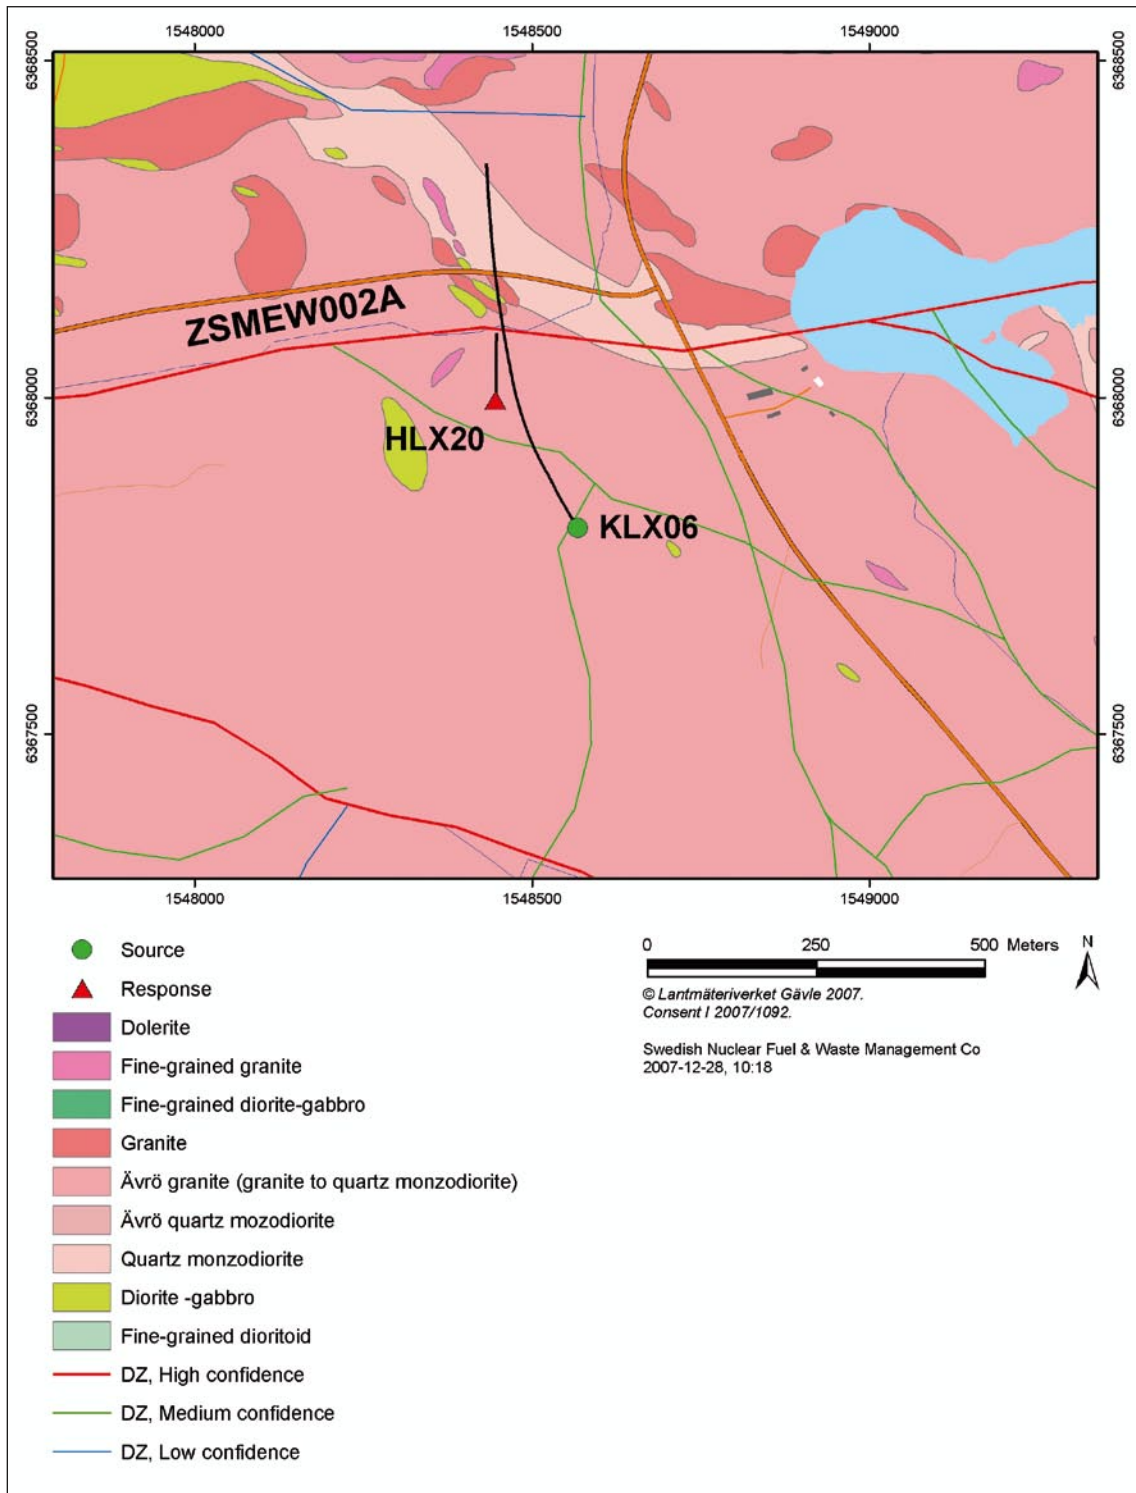 1548000 1548500 1549000
6368500 6368500
ZSMEW002A
6368000 6368000
HLX20
KLX06
6367500 6367500
1548000 1548500 1549000
Source
Response
Dolerite
Fine-grained granite
Fine-grained diorite-gabbro
Granite
Ävrö granite (granite to quartz monzodiorite)
Ävrö quartz mozodiorite
Quartz monzodiorite
Diorite -gabbro
Fine-grained dioritoid
DZ, High confidence
DZ, Medium confidence
DZ, Low confidence
0 250 500 Meters N
© Lantmäteriverket Gävle 2007.
Consent I 2007/1092.
Swedish Nuclear Fuel & Waste Management Co
2007-12-28, 10:18